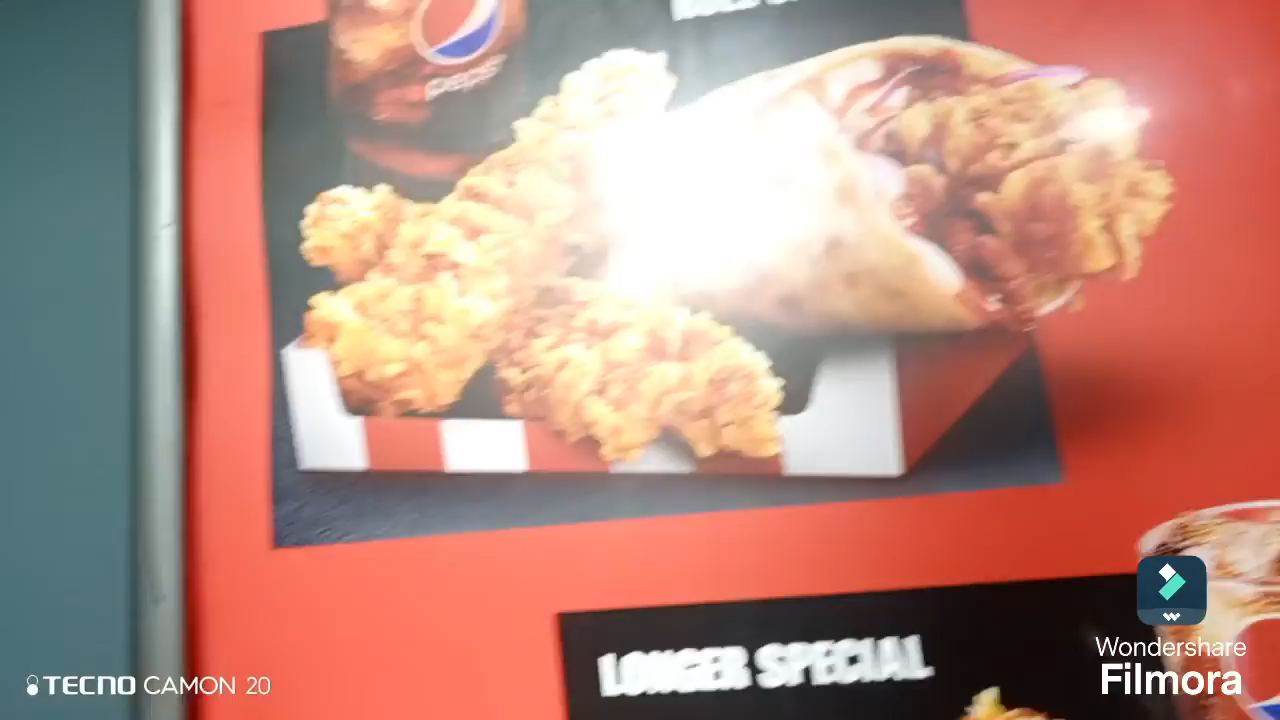 pepsi
LONGER SPECIAL
TECNO CAMON 20
Wondershare
Filmora